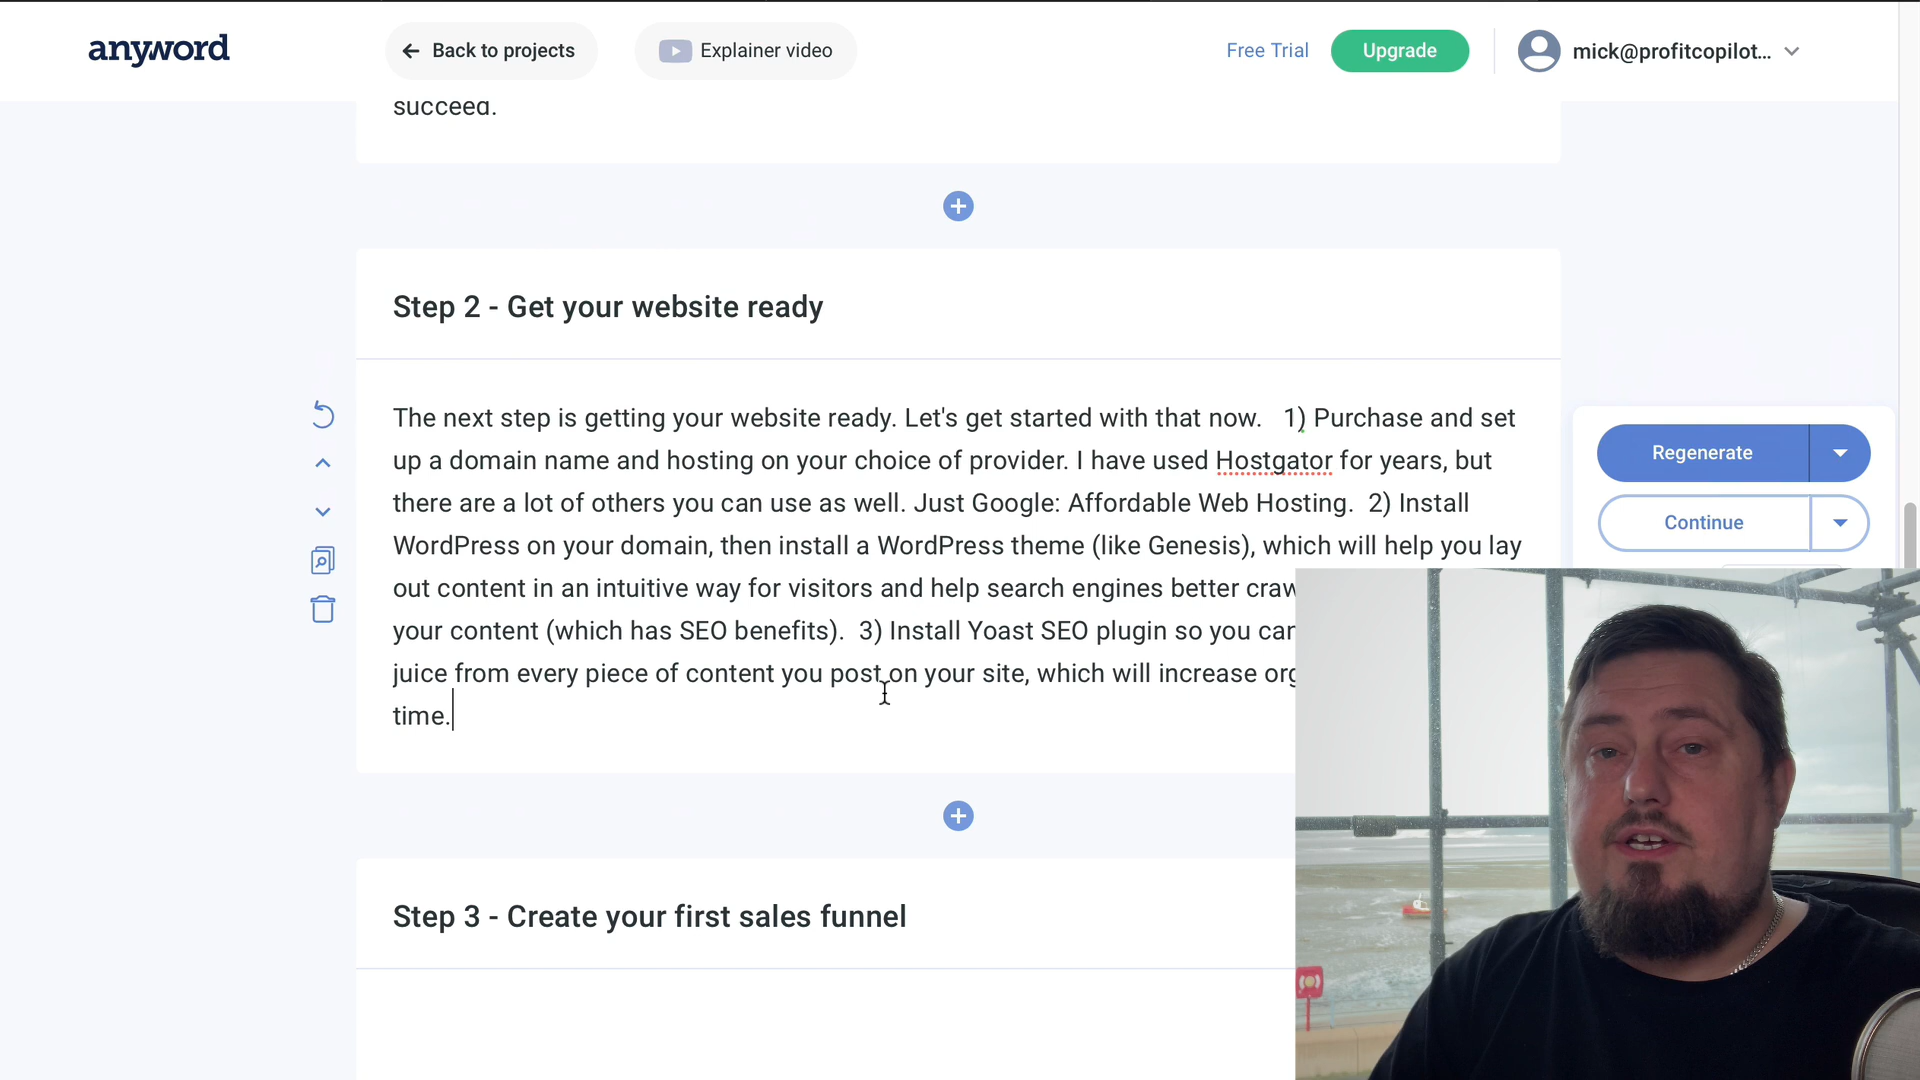 anyword
Back to projects
Explainer video
Free Trial
Upgrade
mick@profitcopilot...
succeed.
Step 2 - Get your website ready
The next step is getting your website ready. Let's get started with that now.   1) Purchase and set
up a domain name and hosting on your choice of provider. I have used Hostgator for years, but
there are a lot of others you can use as well. Just Google: Affordable Web Hosting.  2) Install
WordPress on your domain, then install a WordPress theme (like Genesis), which will help you lay
out content in an intuitive way for visitors and help search engines better
your content (which has SEO benefits).  3) Install Yoast SEO plugin so you can
juice from every piece of content you post on your site, which will increase
time.
Regenerate
Continue
Step 3 - Create your first sales funnel